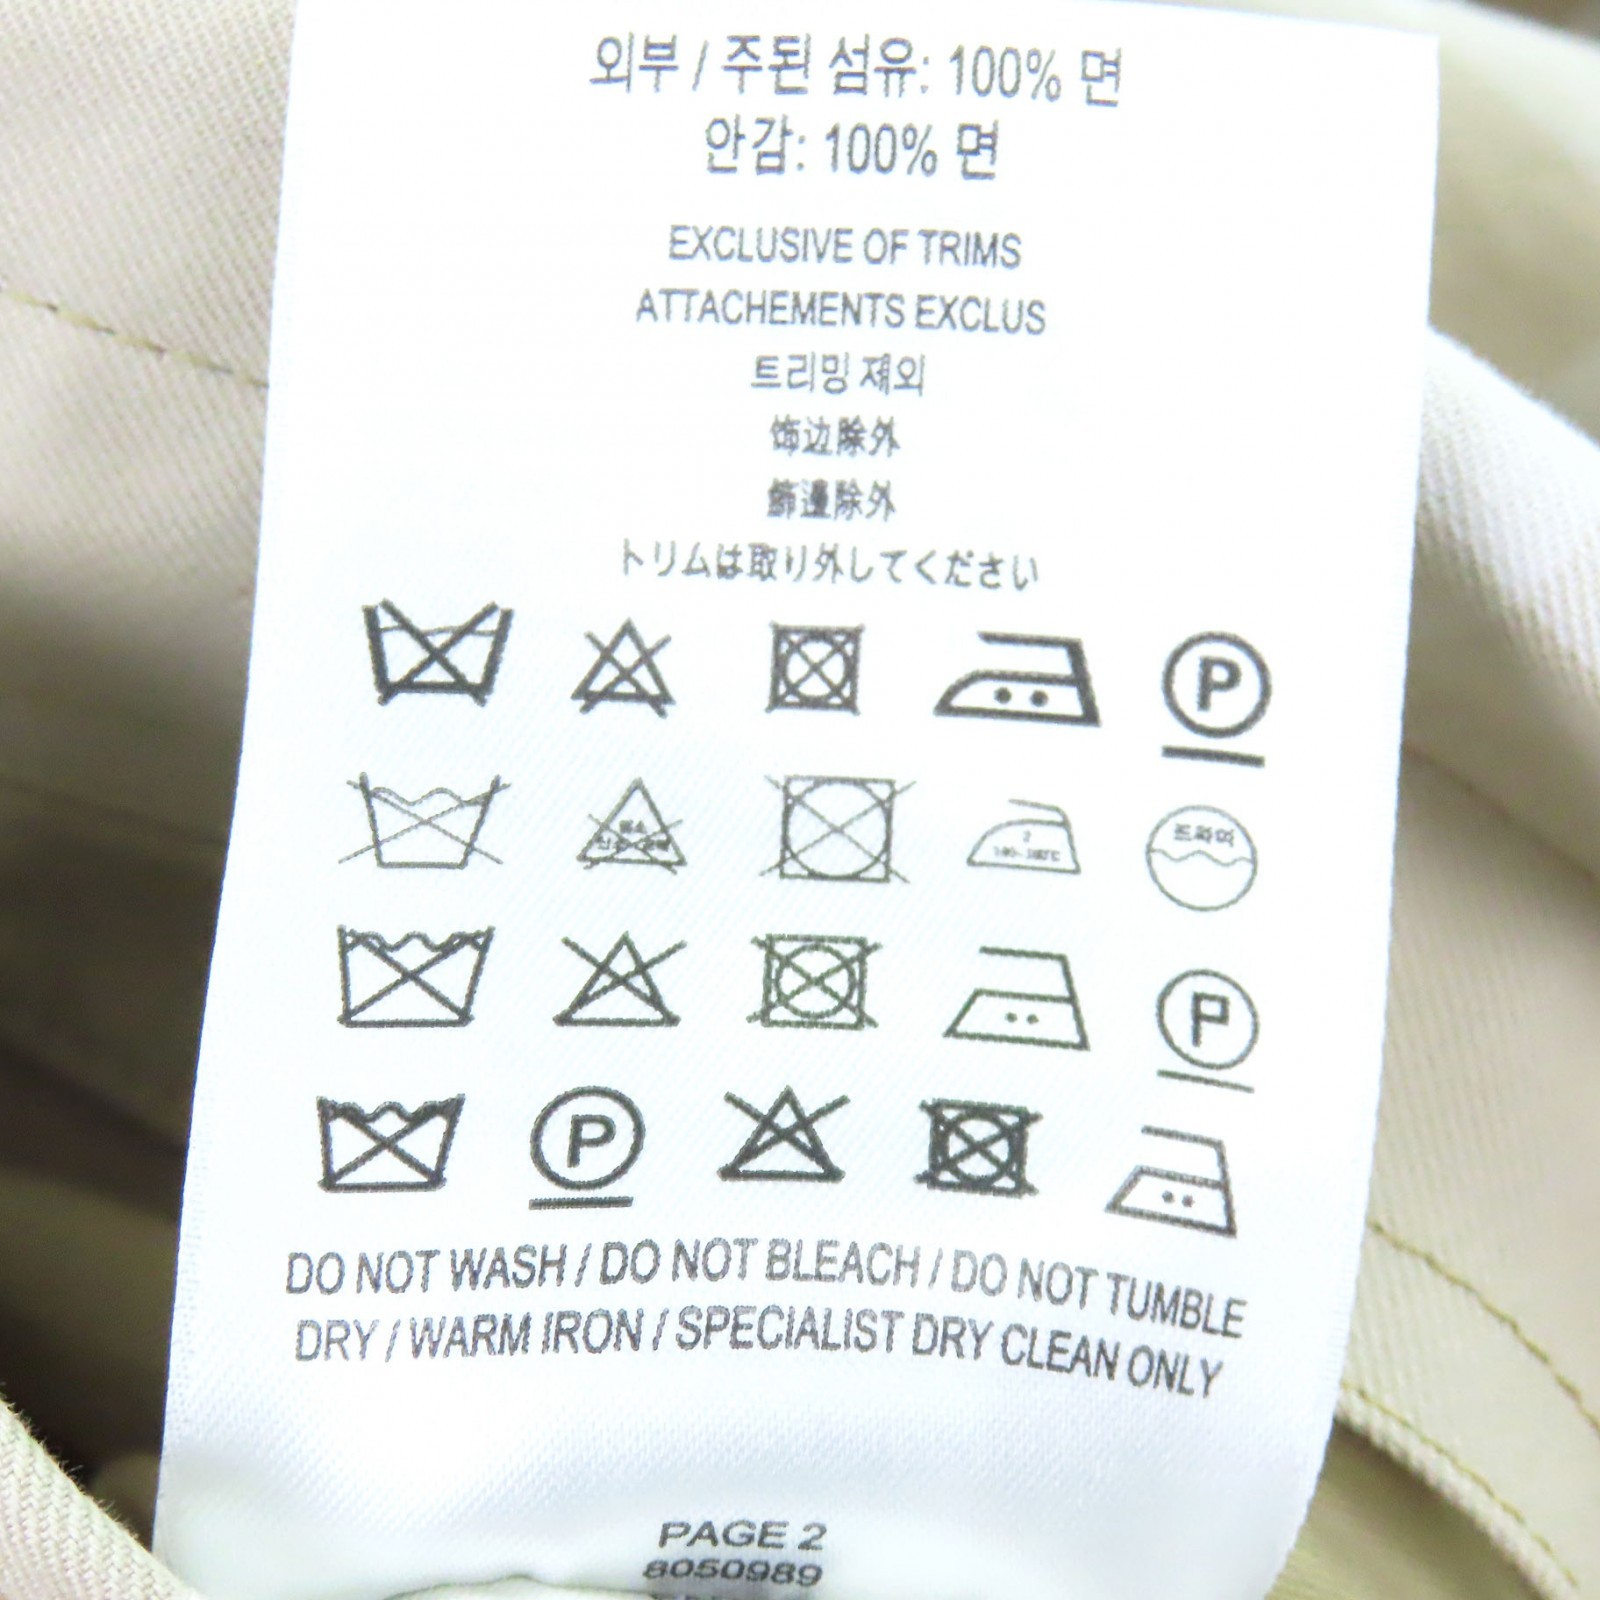 외부 / 주된 섬유: 100% 면
안감: 100% 면
EXCLUSIVE OF TRIMS
ATTACHEMENTS EXCLUS
트리밍 제외
饰边除外
飾邊除外
トリムは取り外してください
P
드라이
P
P
DO NOT WASH / DO NOT BLEACH / DO NOT TUMBLE
DRY / WARM IRON / SPECIALIST DRY CLEAN ONLY
PAGE 2
8050989